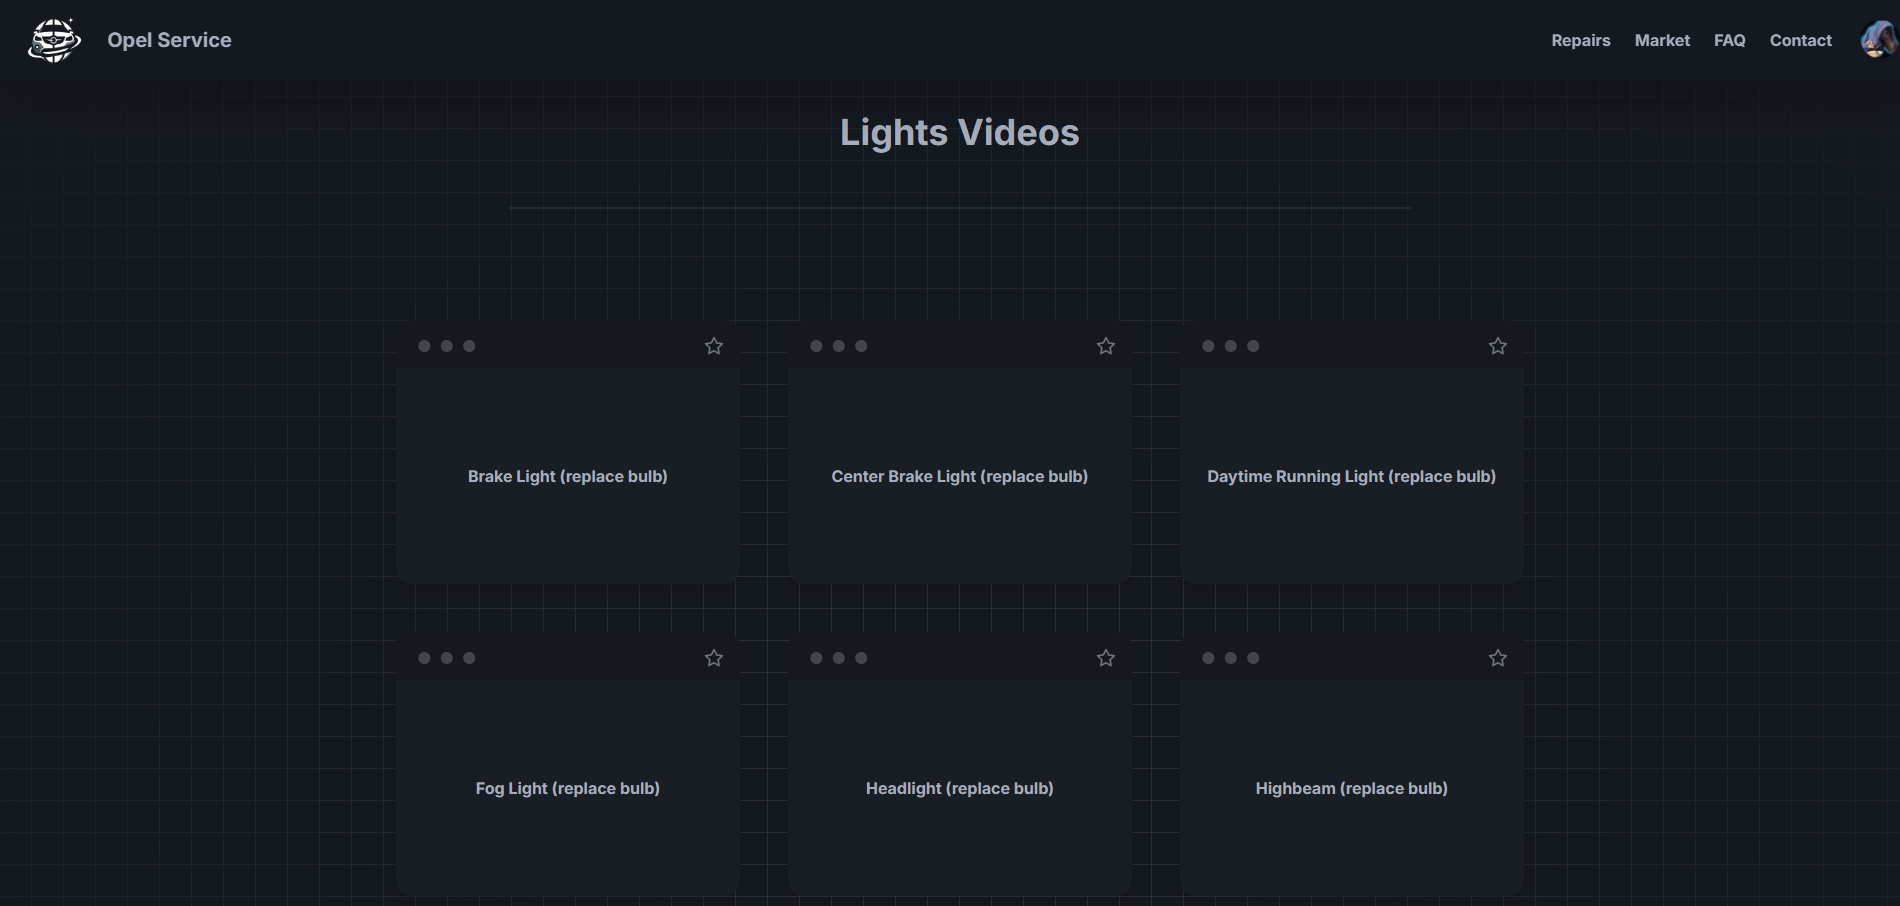 Opel Service
Repairs Market FAQ Contact
Lights Videos
Brake Light (replace bulb)
Center Brake Light (replace bulb)
Daytime Running Light (replace bulb)
Fog Light (replace bulb)
Headlight (replace bulb)
Highbeam (replace bulb)